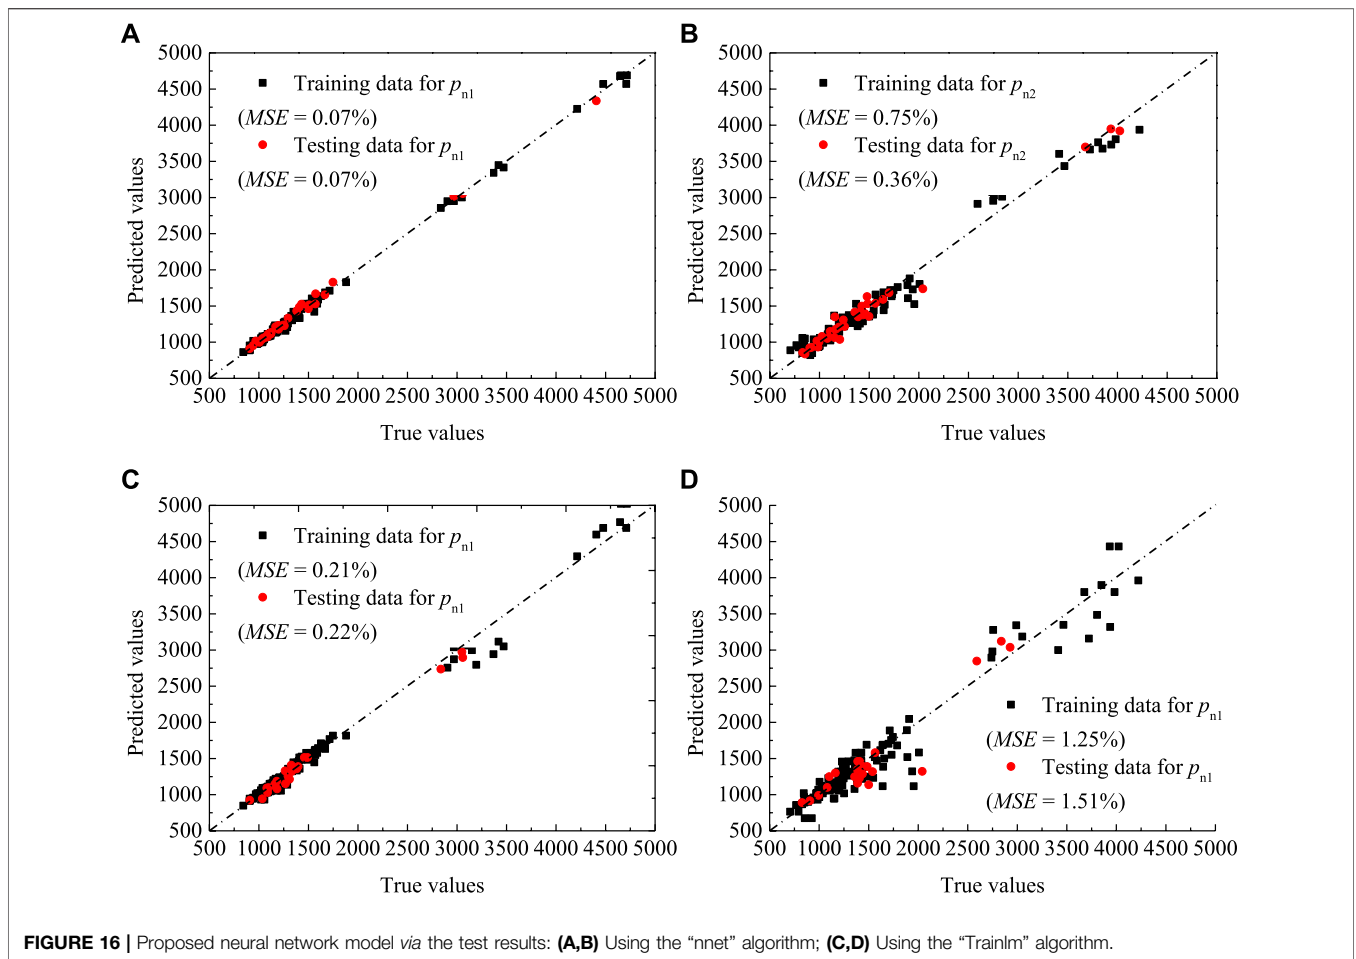 A
5000
4500
4000
3500
3000
2500
2000
1500
1000
500
Predicted values
Training data for pn1
(MSE = 0.07%)
Testing data for pn1
(MSE = 0.07%)
500 1000 1500 2000 2500 3000 3500 4000 4500 5000
True values
B
5000
4500
4000
3500
3000
2500
2000
1500
1000
500
Predicted values
Training data for pn2
(MSE = 0.75%)
Testing data for pn2
(MSE = 0.36%)
500 1000 1500 2000 2500 3000 3500 4000 4500 5000
True values
C
5000
4500
4000
3500
3000
2500
2000
1500
1000
500
Predicted values
Training data for pn1
(MSE = 0.21%)
Testing data for pn1
(MSE = 0.22%)
500 1000 1500 2000 2500 3000 3500 4000 4500 5000
True values
D
5000
4500
4000
3500
3000
2500
2000
1500
1000
500
Predicted values
Training data for pn1
(MSE = 1.25%)
Testing data for pn1
(MSE = 1.51%)
500 1000 1500 2000 2500 3000 3500 4000 4500 5000
True values
FIGURE 16 | Proposed neural network model via the test results: (A,B) Using the “nnet” algorithm; (C,D) Using the “Trainlm” algorithm.